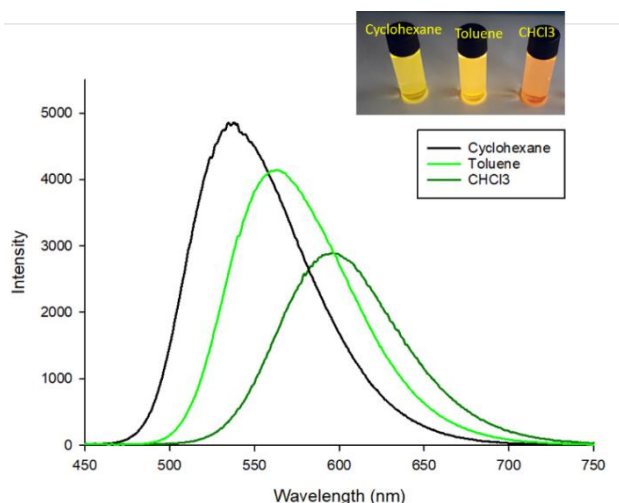 Cyclohexane Toluene CHCl3
5000
4000
3000
2000
1000
0
Intensity
Cyclohexane
Toluene
CHCl3
450 500 550 600 650 700 750
Wavelength (nm)